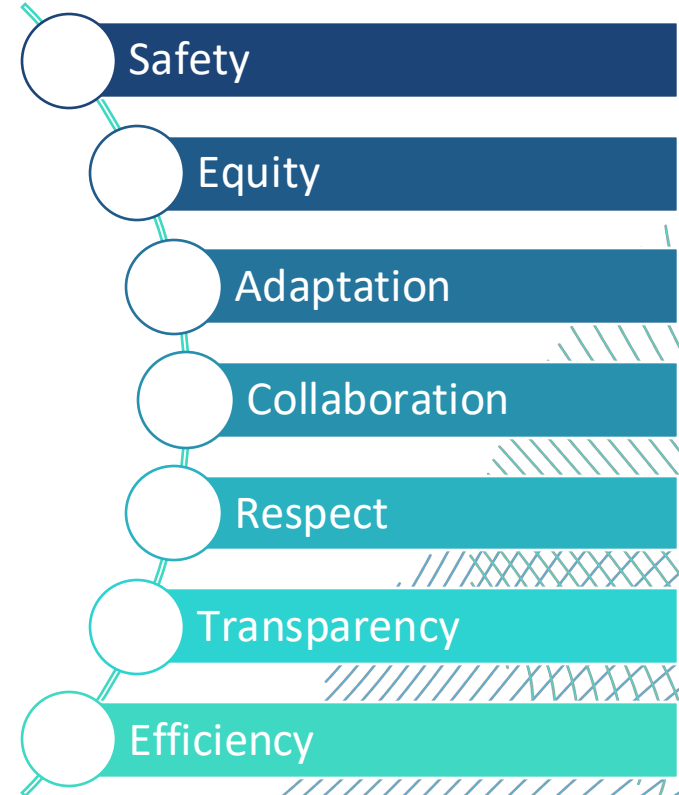 Safety
Equity
Adaptation
Collaboration
Respect
Transparency
Efficiency